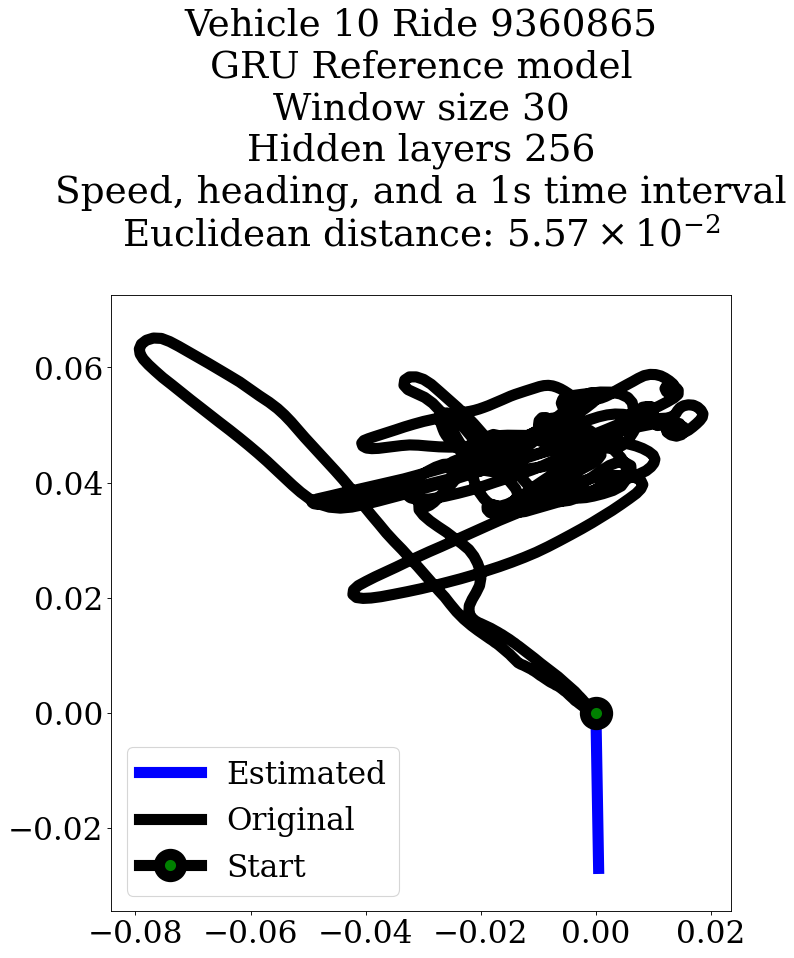 Vehicle 10 Ride 9360865
GRU Reference model
Window size 30
Hidden layers 256
Speed, heading, and a 1s time interval
Euclidean distance: 5.57 × 10⁻²
0.06
0.04
0.02
0.00
−0.02
Estimated
Original
Start
−0.08 −0.06 −0.04 −0.02 0.00 0.02